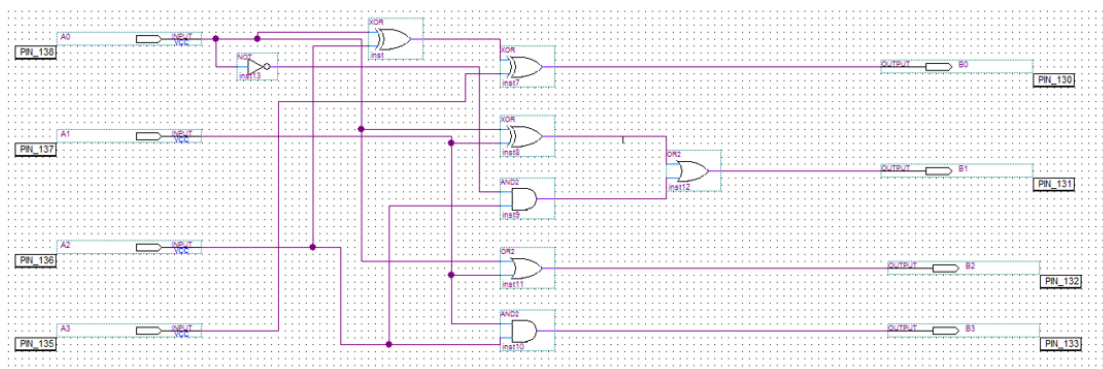 XOR
A0 INPUT
VCC
PIN_138
inst
NOT
inst13
XOR
inst7
OUTPUT B0
PIN_130
XOR
A1 INPUT
VCC
PIN_137
inst8
OR2
inst12
OUTPUT B1
PIN_131
AND2
inst9
A2 INPUT
VCC
PIN_136
OR2
inst11
OUTPUT B2
PIN_132
AND2
A3 INPUT
VCC
PIN_135
inst10
OUTPUT B3
PIN_133